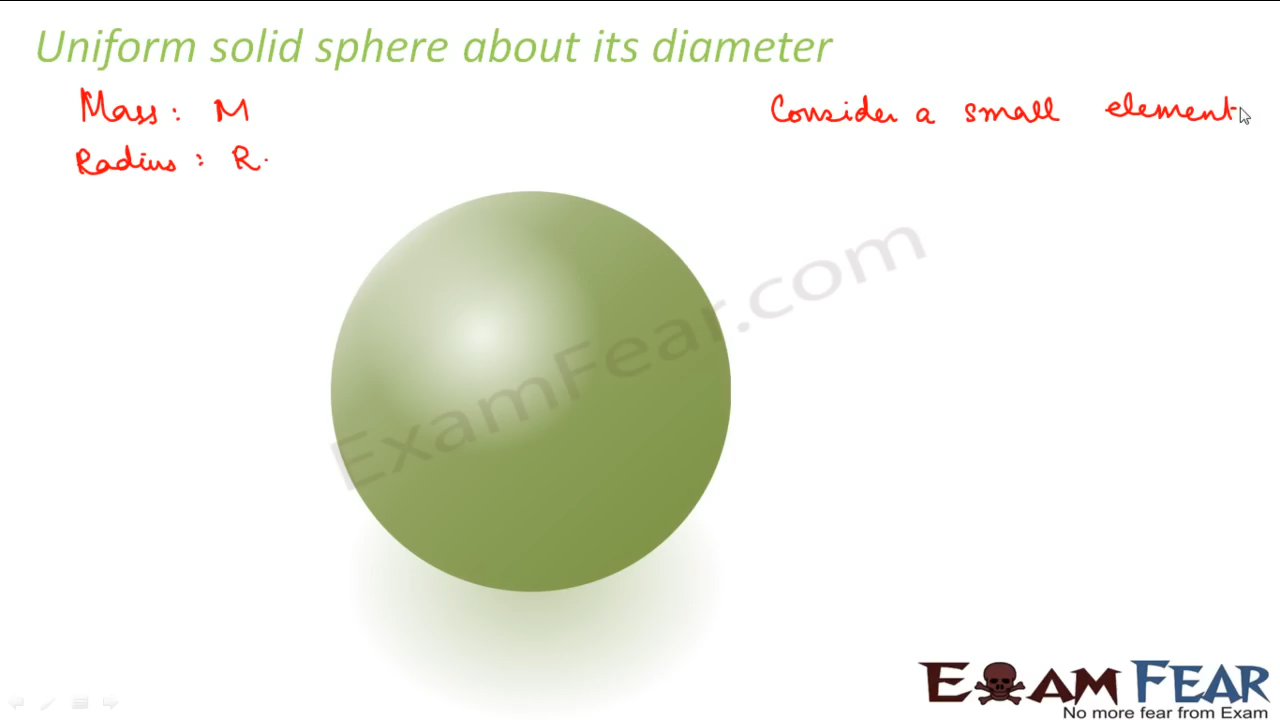 Uniform solid sphere about its diameter
Mass : M
Radius : R.
Consider a small element
ExamFear.com
EXAM FEAR
No more fear from Exam